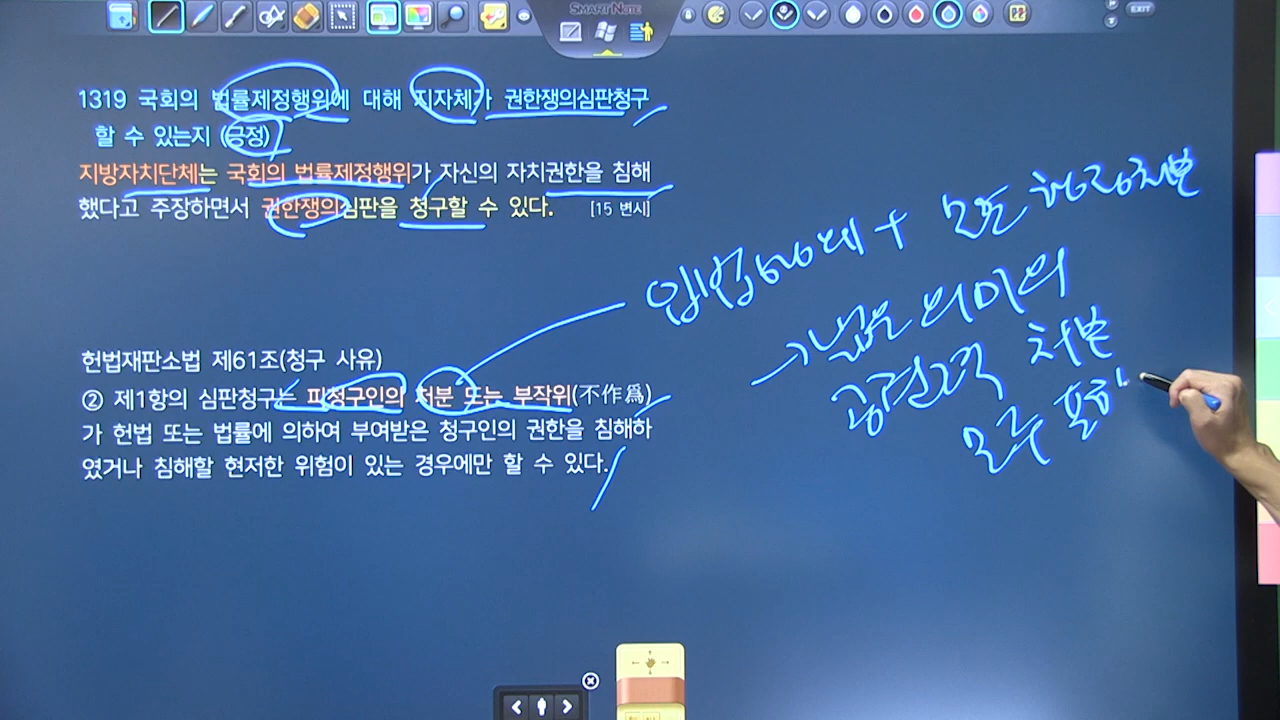 SMART NOTE
EXIT
1319 국회의 법률제정행위에 대해 지자체가 권한쟁의심판청구
할 수 있는지 (긍정)
지방자치단체는 국회의 법률제정행위가 자신의 자치권한을 침해
했다고 주장하면서 권한쟁의심판을 청구할 수 있다. [15 변시]
헌법재판소법 제61조(청구 사유)
② 제1항의 심판청구는 피청구인의 처분 또는 부작위(不作爲)
가 헌법 또는 법률에 의하여 부여받은 청구인의 권한을 침해하
였거나 침해할 현저한 위험이 있는 경우에만 할 수 있다.
입법행위 + 모든 행정처분
→ 넓은 의미의
공권력 처분
모두 포함